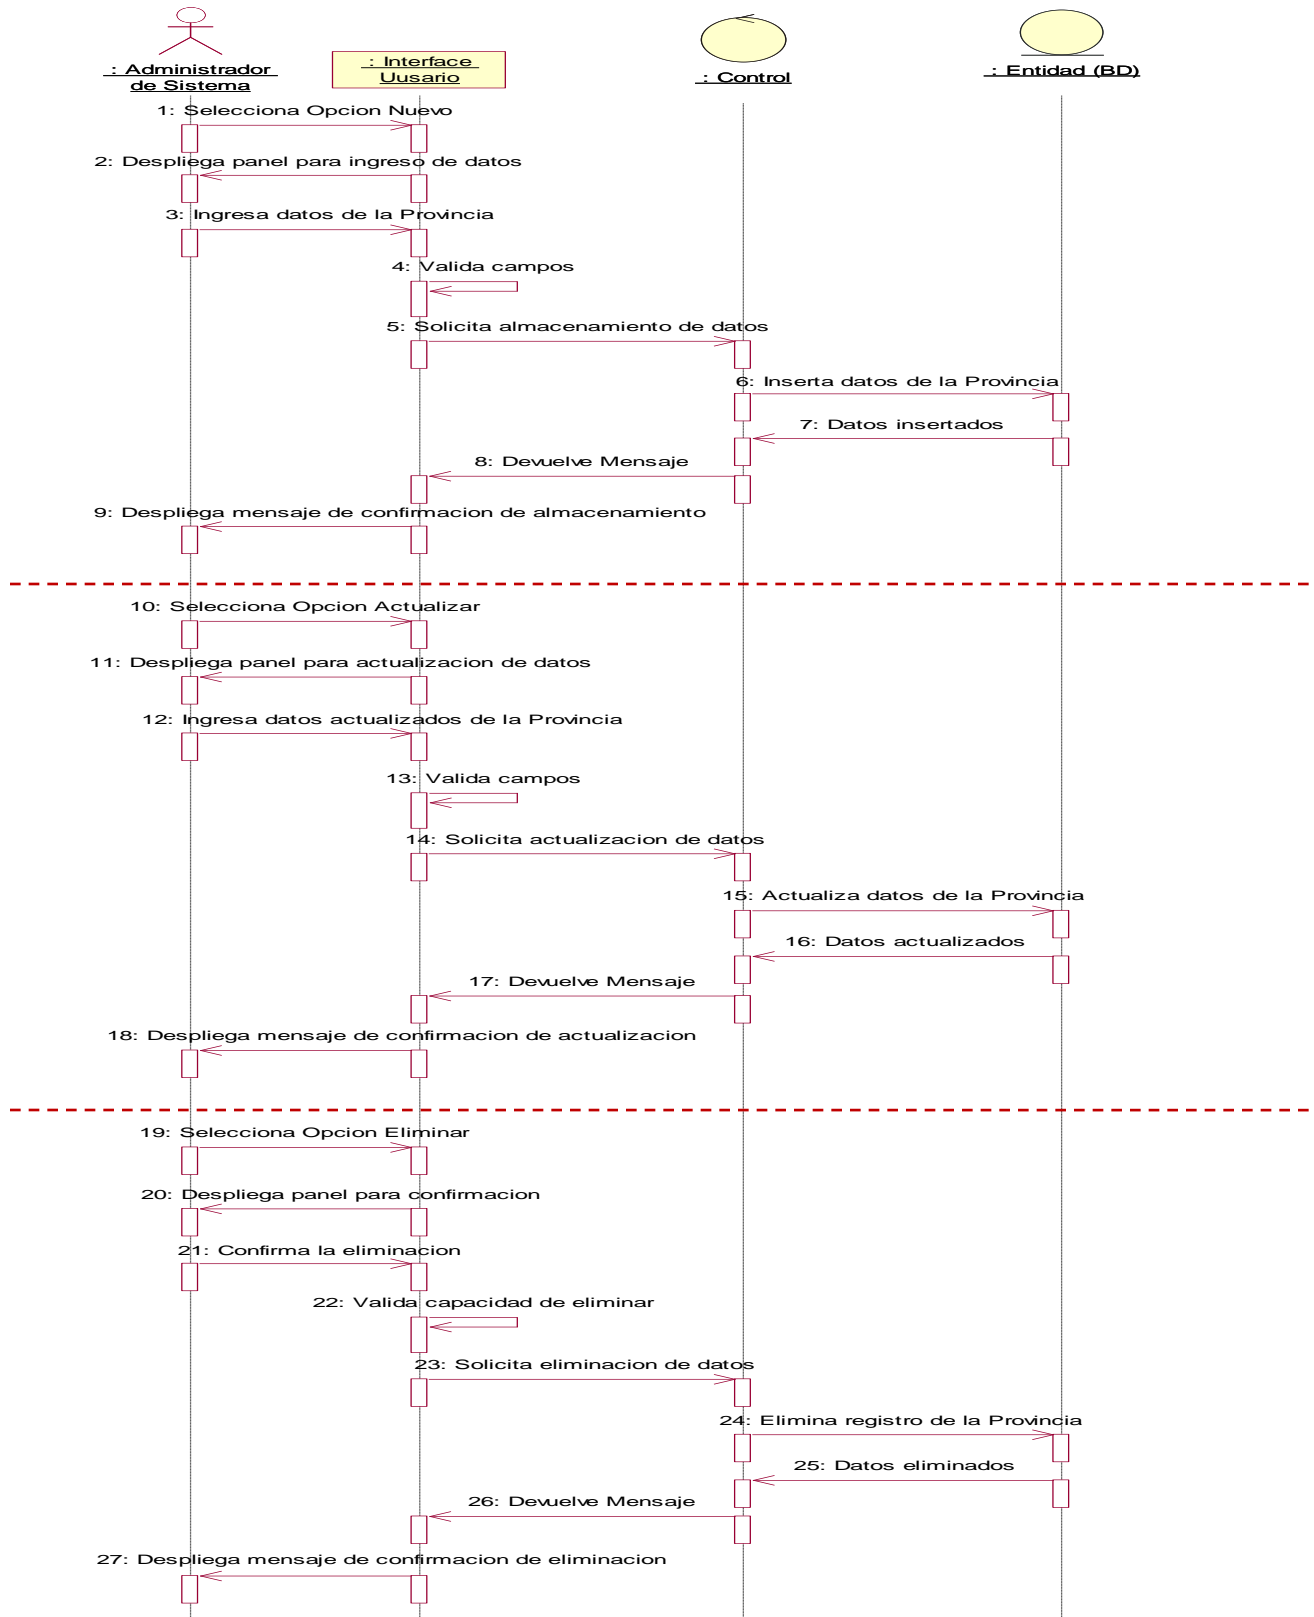 : Administrador
de Sistema
: Interface
Uusario
: Control
: Entidad (BD)
1: Selecciona Opcion Nuevo
2: Despliega panel para ingreso de datos
3: Ingresa datos de la Provincia
4: Valida campos
5: Solicita almacenamiento de datos
6: Inserta datos de la Provincia
7: Datos insertados
8: Devuelve Mensaje
9: Despliega mensaje de confirmacion de almacenamiento
10: Selecciona Opcion Actualizar
11: Despliega panel para actualizacion de datos
12: Ingresa datos actualizados de la Provincia
13: Valida campos
14: Solicita actualizacion de datos
15: Actualiza datos de la Provincia
16: Datos actualizados
17: Devuelve Mensaje
18: Despliega mensaje de confirmacion de actualizacion
19: Selecciona Opcion Eliminar
20: Despliega panel para confirmacion
21: Confirma la eliminacion
22: Valida capacidad de eliminar
23: Solicita eliminacion de datos
24: Elimina registro de la Provincia
25: Datos eliminados
26: Devuelve Mensaje
27: Despliega mensaje de confirmacion de eliminacion